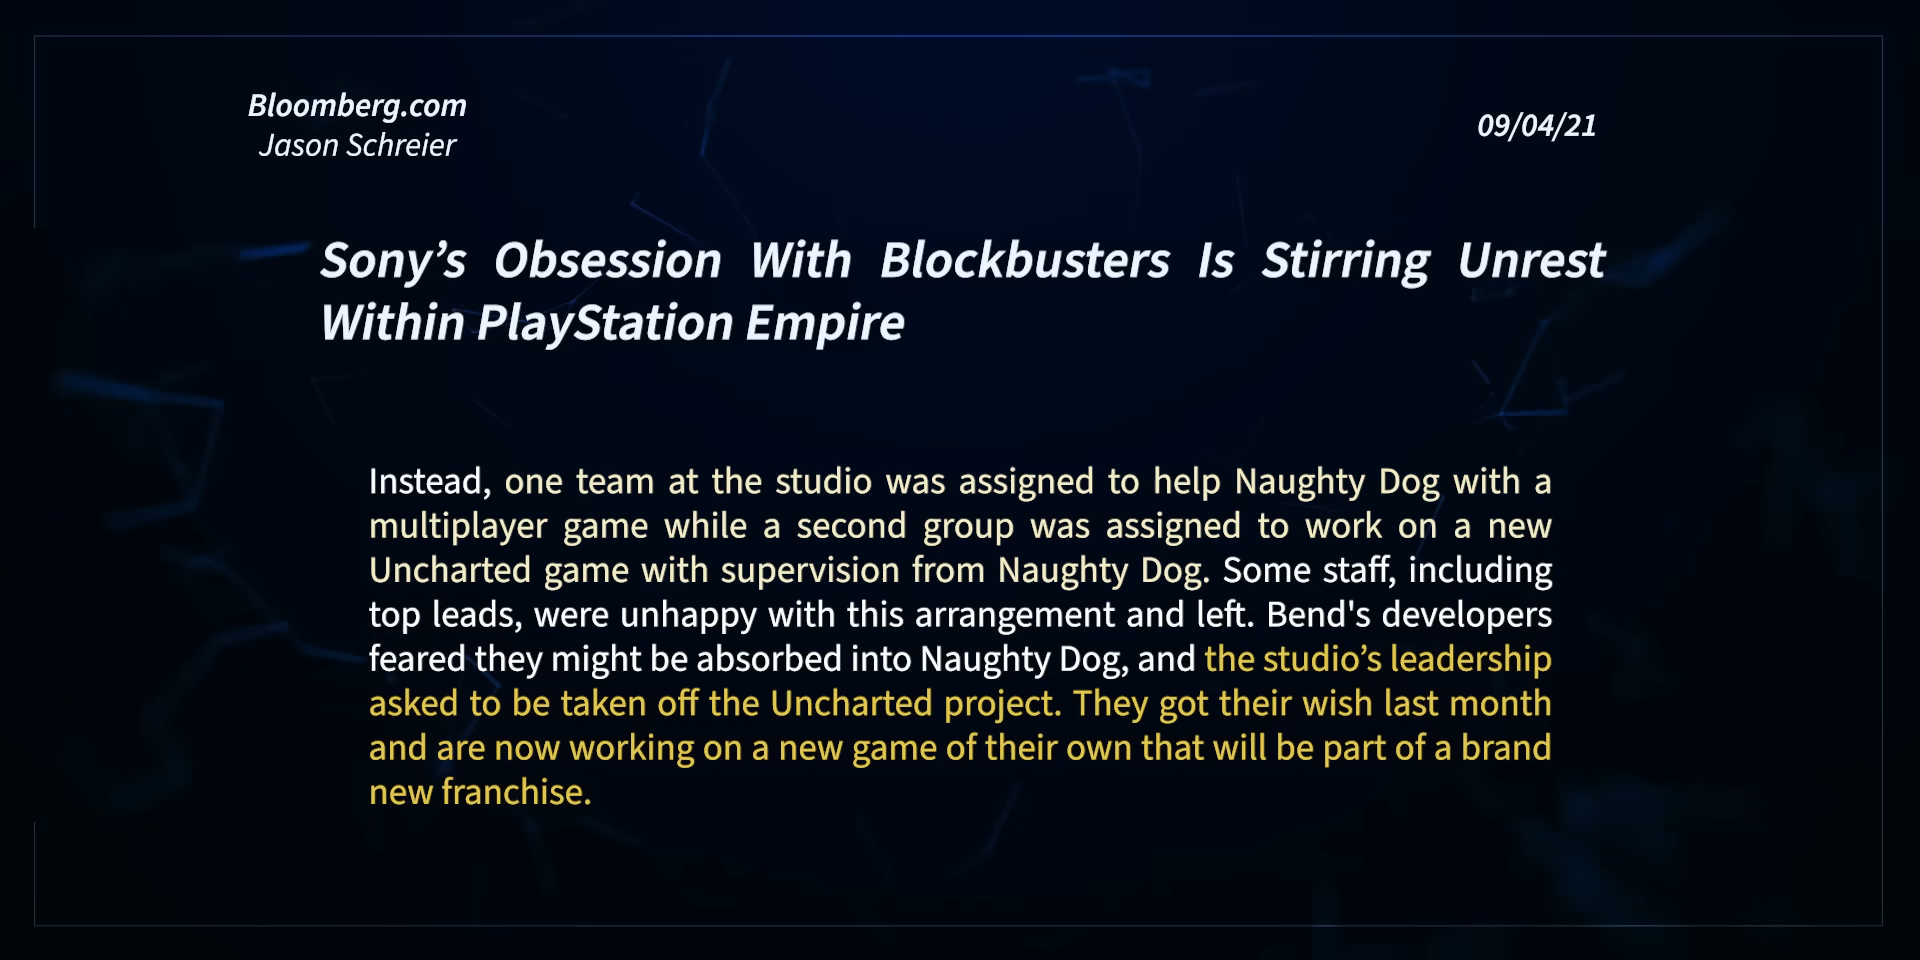 Bloomberg.com
Jason Schreier
09/04/21
Sony’s Obsession With Blockbusters Is Stirring Unrest
Within PlayStation Empire
Instead, one team at the studio was assigned to help Naughty Dog with a
multiplayer game while a second group was assigned to work on a new
Uncharted game with supervision from Naughty Dog. Some staff, including
top leads, were unhappy with this arrangement and left. Bend's developers
feared they might be absorbed into Naughty Dog, and the studio’s leadership
asked to be taken off the Uncharted project. They got their wish last month
and are now working on a new game of their own that will be part of a brand
new franchise.